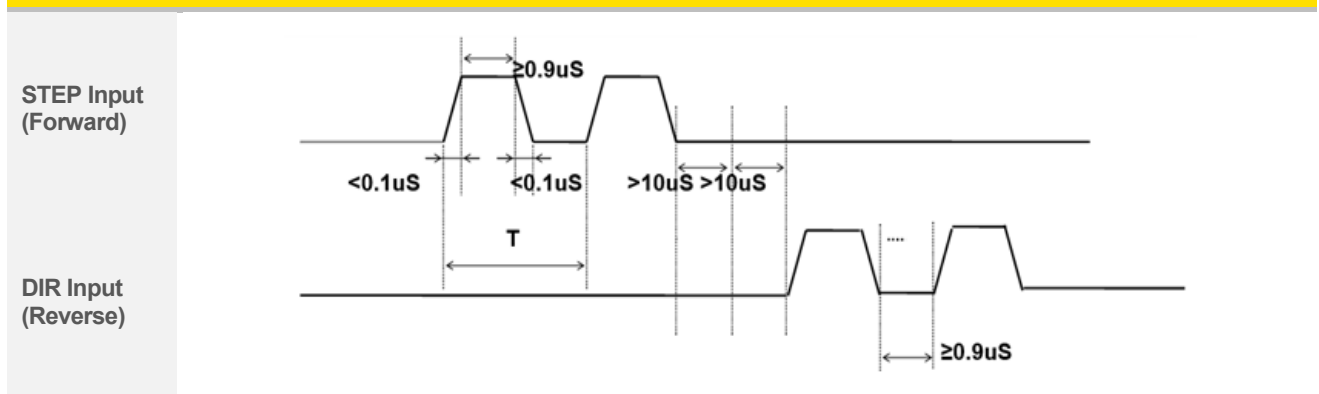 STEP Input
(Forward)
≥0.9uS
<0.1uS <0.1uS >10uS >10uS
T
DIR Input
(Reverse)
....
≥0.9uS